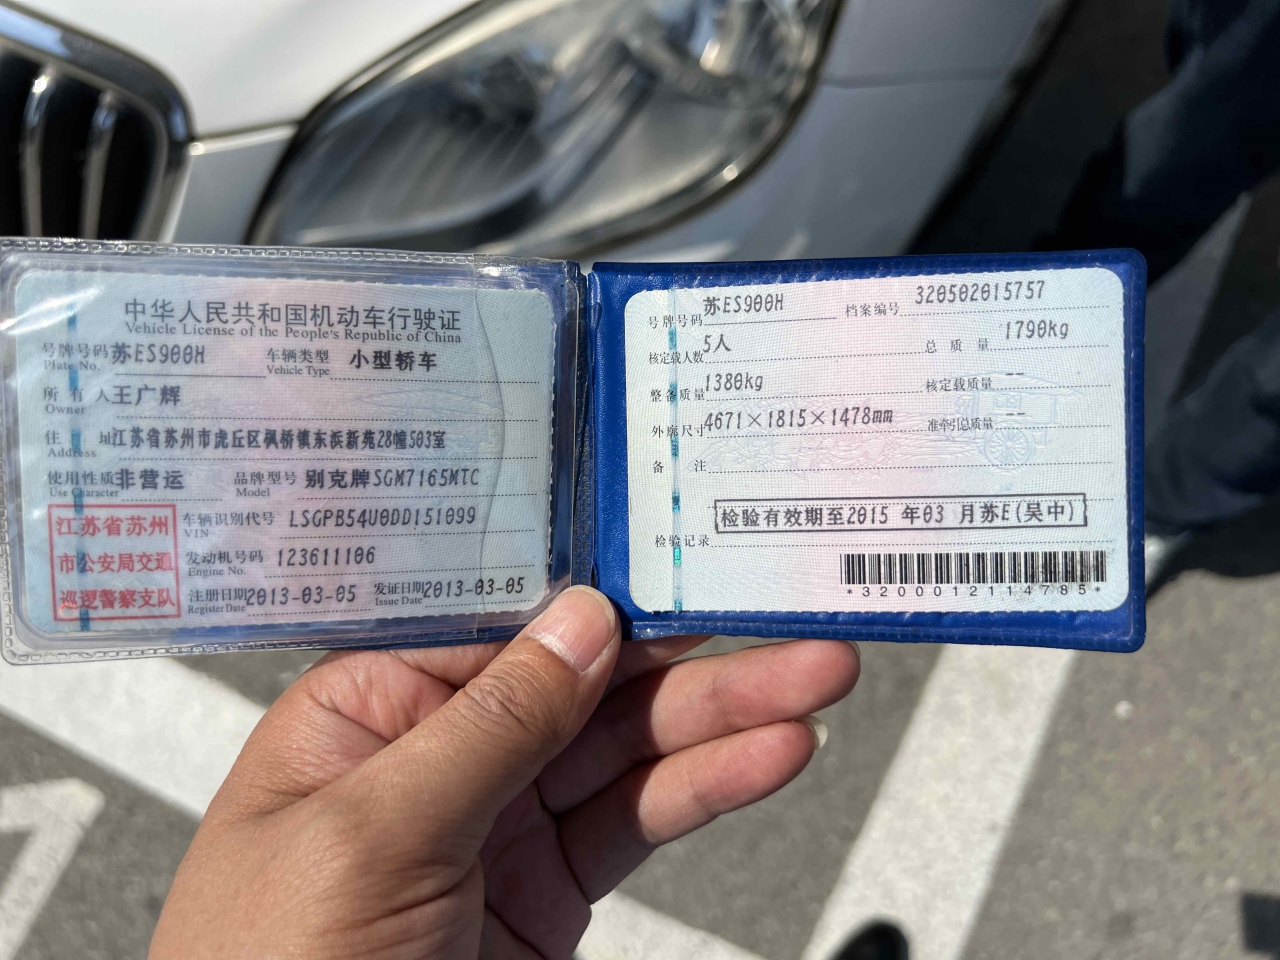 中华人民共和国机动车行驶证
Vehicle License of the People's Republic of China
号牌号码 苏ES900H 车辆类型 小型轿车
Plate No. Vehicle Type
所有人 王广辉
Owner
住址 江苏省苏州市虎丘区枫桥镇东浜新苑28幢503室
Address
使用性质 非营运 品牌型号 别克牌SGM7165MTC
Use Character Model
江苏省苏州
市公安局交通
巡逻警察支队
车辆识别代号 LSGPB54U0DD151099
VIN
发动机号码 123611106
Engine No.
注册日期 2013-03-05 发证日期 2013-03-05
Register Date Issue Date
号牌号码 苏ES900H 档案编号 320502015757
核定载人数 5人 总质量 1790kg
整备质量 1380kg 核定载质量 --
外廓尺寸 4671×1815×1478mm 准牵引总质量 --
备注
检验有效期至2015 年03 月苏E(吴中)
检验记录
*3200012114785*